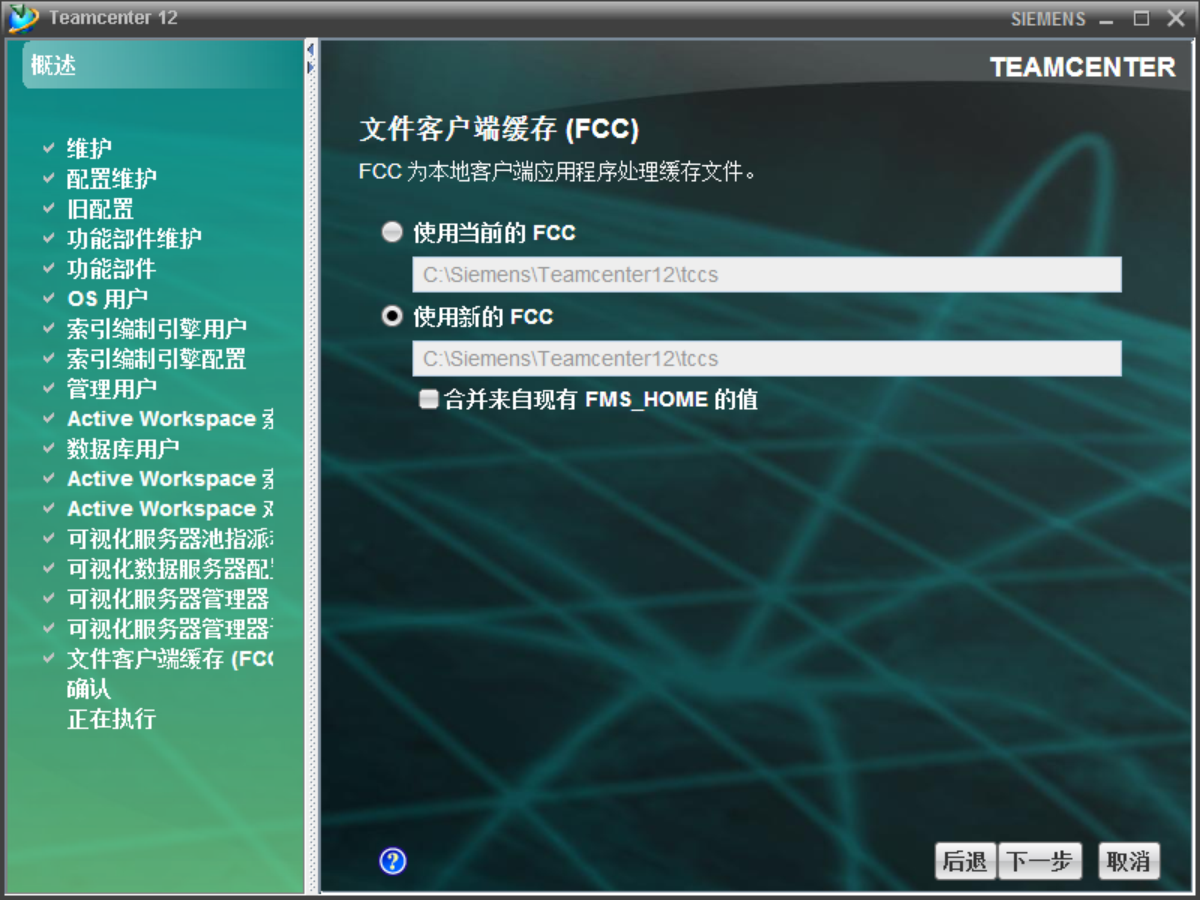 Teamcenter 12
SIEMENS
概述
维护
配置维护
旧配置
功能部件维护
功能部件
OS 用户
索引编制引擎用户
索引编制引擎配置
管理用户
Active Workspace
数据库用户
Active Workspace
Active Workspace
可视化服务器池指派
可视化数据服务器配
可视化服务器管理器
可视化服务器管理器
文件客户端缓存 (FCC
确认
正在执行
TEAMCENTER
文件客户端缓存 (FCC)
FCC 为本地客户端应用程序处理缓存文件。
使用当前的 FCC
C:\Siemens\Teamcenter12\tccs
使用新的 FCC
C:\Siemens\Teamcenter12\tccs
合并来自现有 FMS_HOME 的值
?
后退 下一步 取消